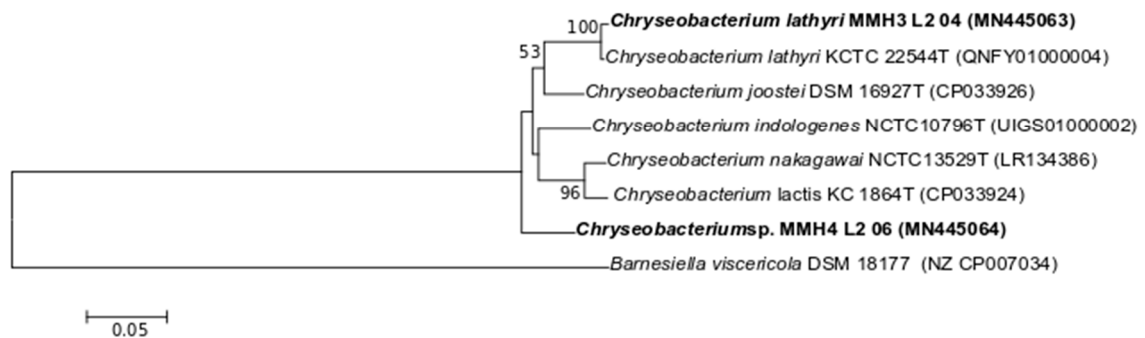 100 Chryseobacterium lathyri MMH3 L2 04 (MN445063)
53
Chryseobacterium lathyri KCTC 22544T (QNFY01000004)
Chryseobacterium joostei DSM 16927T (CP033926)
Chryseobacterium indologenes NCTC10796T (UIGS01000002)
Chryseobacterium nakagawai NCTC13529T (LR134386)
96 Chryseobacterium lactis KC 1864T (CP033924)
Chryseobacteriumsp. MMH4 L2 06 (MN445064)
Barnesiella viscericola DSM 18177 (NZ CP007034)
0.05